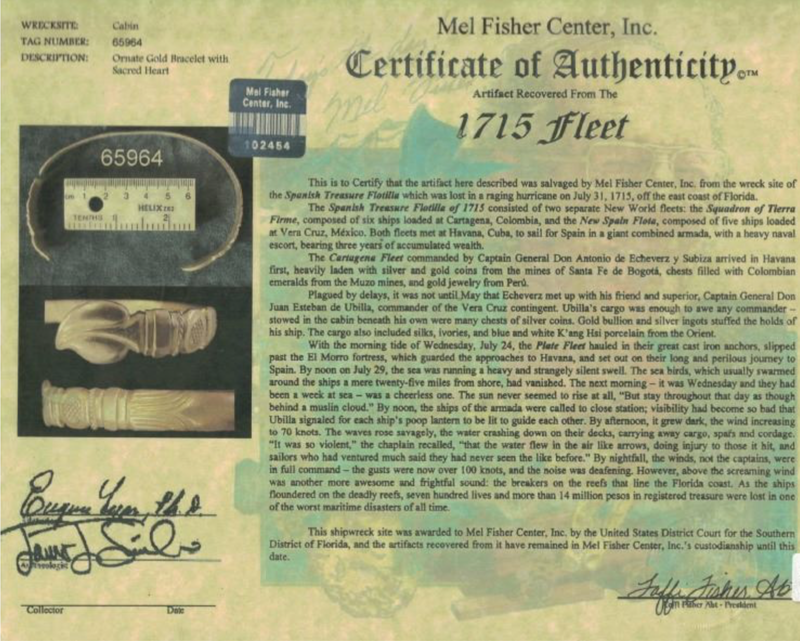 WRECKSITE: Cabin
TAG NUMBER: 65964
DESCRIPTION: Ornate Gold Bracelet with
Sacred Heart
Mel Fisher
Center, Inc.
102454
65964
cm 1 2 3 4 5 6
HELIX
TENTHS 1 2
Mel Fisher Center, Inc.
Certificate of Authenticity©™
Artifact Recovered From The
1715 Fleet
This is to Certify that the artifact here described was salvaged by Mel Fisher Center, Inc. from the wreck site of
the Spanish Treasure Flotilla which was lost in a raging hurricane on July 31, 1715, off the east coast of Florida.
The Spanish Treasure Flotilla of 1715 consisted of two separate New World fleets: the Squadron of Tierra
Firme, composed of six ships loaded at Cartagena, Colombia, and the New Spain Flota, composed of five ships loaded
at Vera Cruz, México. Both fleets met at Havana, Cuba, to sail for Spain in a giant combined armada, with a heavy naval
escort, bearing three years of accumulated wealth.
The Cartagena Fleet commanded by Captain General Don Antonio de Echeverz y Subiza arrived in Havana
first, heavily laden with silver and gold coins from the mines of Santa Fe de Bogotá, chests filled with Colombian
emeralds from the Muzo mines, and gold jewelry from Perú.
Plagued by delays, it was not until May that Echeverz met up with his friend and superior, Captain General Don
Juan Esteban de Ubilla, commander of the Vera Cruz contingent. Ubilla's cargo was enough to awe any commander –
stowed in the cabin beneath his own were many chests of silver coins. Gold bullion and silver ingots stuffed the holds of
his ship. The cargo also included silks, ivories, and blue and white K'ang Hsi porcelain from the Orient.
With the morning tide of Wednesday, July 24, the Plate Fleet hauled in their great cast iron anchors, slipped
past the El Morro fortress, which guarded the approaches to Havana, and set out on their long and perilous journey to
Spain. By noon on July 29, the sea was running a heavy and strangely silent swell. The sea birds, which usually swarmed
around the ships a mere twenty-five miles from shore, had vanished. The next morning – it was Wednesday and they had
been a week at sea – was a cheerless one. The sun never seemed to rise at all, "But stay throughout that day as though
behind a muslin cloud." By noon, the ships of the armada were called to close station; visibility had become so bad that
Ubilla signaled for each ship's poop lantern to be lit to guide each other. By afternoon, it grew dark, the wind increasing
to 70 knots. The waves rose savagely, the water crashing down on their decks, carrying away cargo, spars and cordage.
"It was so violent," the chaplain recalled, "that the water flew in the air like arrows, doing injury to those it hit, and
sailors who had ventured much said they had never seen the like before." By nightfall, the winds, not the captains, were
in full command – the gusts were now over 100 knots, and the noise was deafening. However, above the screaming wind
was another more awesome and frightful sound: the breakers on the reefs that line the Florida coast. As the ships
floundered on the deadly reefs, seven hundred lives and more than 14 million pesos in registered treasure were lost in one
of the worst maritime disasters of all time.
This shipwreck site was awarded to Mel Fisher Center, Inc. by the United States District Court for the Southern
District of Florida, and the artifacts recovered from it have remained in Mel Fisher Center, Inc.'s custodianship until this
date.
Eugene Lyon, Ph.D.
Archeologist
Collector Date
Taffi Fisher Abt
Taffi Fisher Abt - President